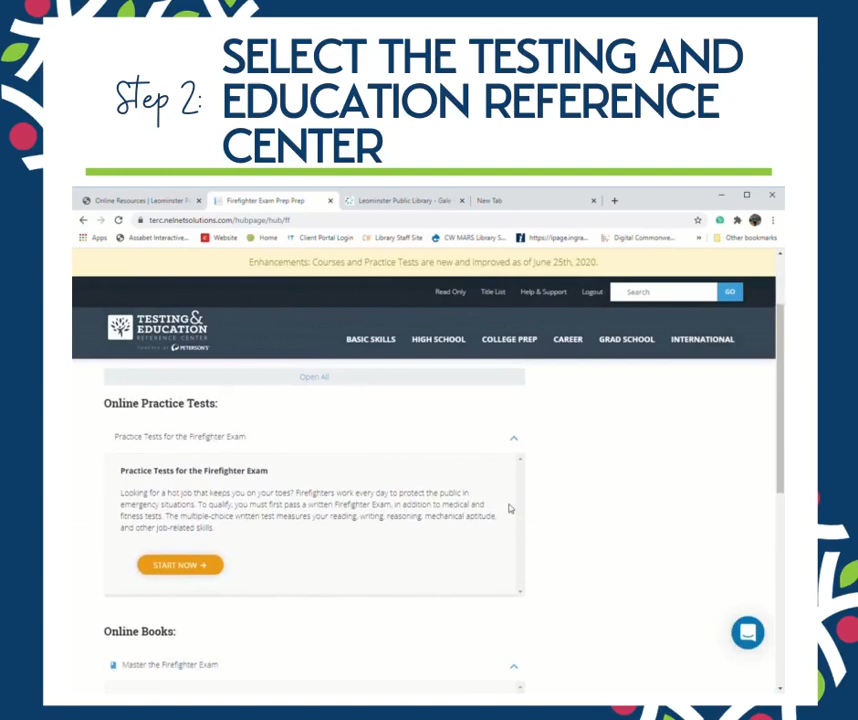 Step 2:
SELECT THE TESTING AND
EDUCATION REFERENCE
CENTER
Online Resources | Leominster P
Firefighter Exam Prep Prep
Leominster Public Library - Gale
New Tab
terc.nelnetsolutions.com/hubpage/hub/ff
Apps
Assabet Interactive...
Website
Home
Client Portal Login
Library Staff Site
CW MARS Library S...
https://ipage.ingra...
Digital Commonwe...
Other bookmarks
Enhancements: Courses and Practice Tests are new and improved as of June 25th, 2020.
Read Only Title List Help & Support Logout Search GO
TESTING &
EDUCATION
REFERENCE CENTER
POWERED BY PETERSON'S
BASIC SKILLS HIGH SCHOOL COLLEGE PREP CAREER GRAD SCHOOL INTERNATIONAL
Open All
Online Practice Tests:
Practice Tests for the Firefighter Exam
Practice Tests for the Firefighter Exam
Looking for a hot job that keeps you on your toes? Firefighters work every day to protect the public in
emergency situations. To qualify, you must first pass a written Firefighter Exam, in addition to medical and
fitness tests. The multiple-choice written test measures your reading, writing, reasoning, mechanical aptitude,
and other job-related skills.
START NOW →
Online Books:
Master the Firefighter Exam